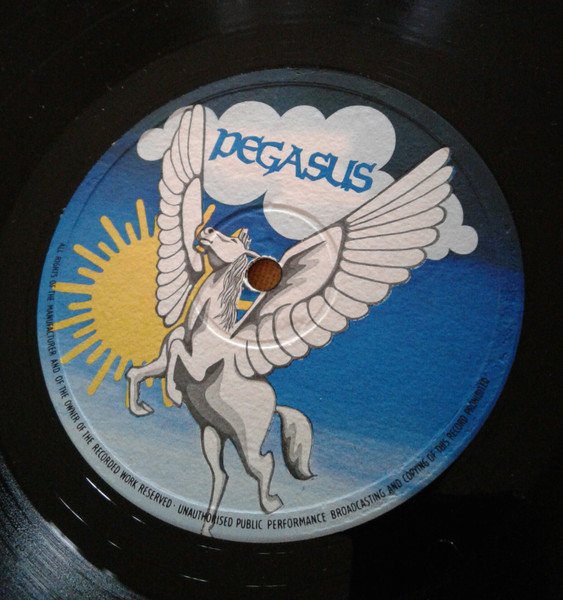 PEGASUS
ALL RIGHTS OF THE MANUFACTURER AND OF THE OWNER OF THE RECORDED WORK RESERVED · UNAUTHORISED PUBLIC PERFORMANCE BROADCASTING AND COPYING OF THIS RECORD PROHIBITED